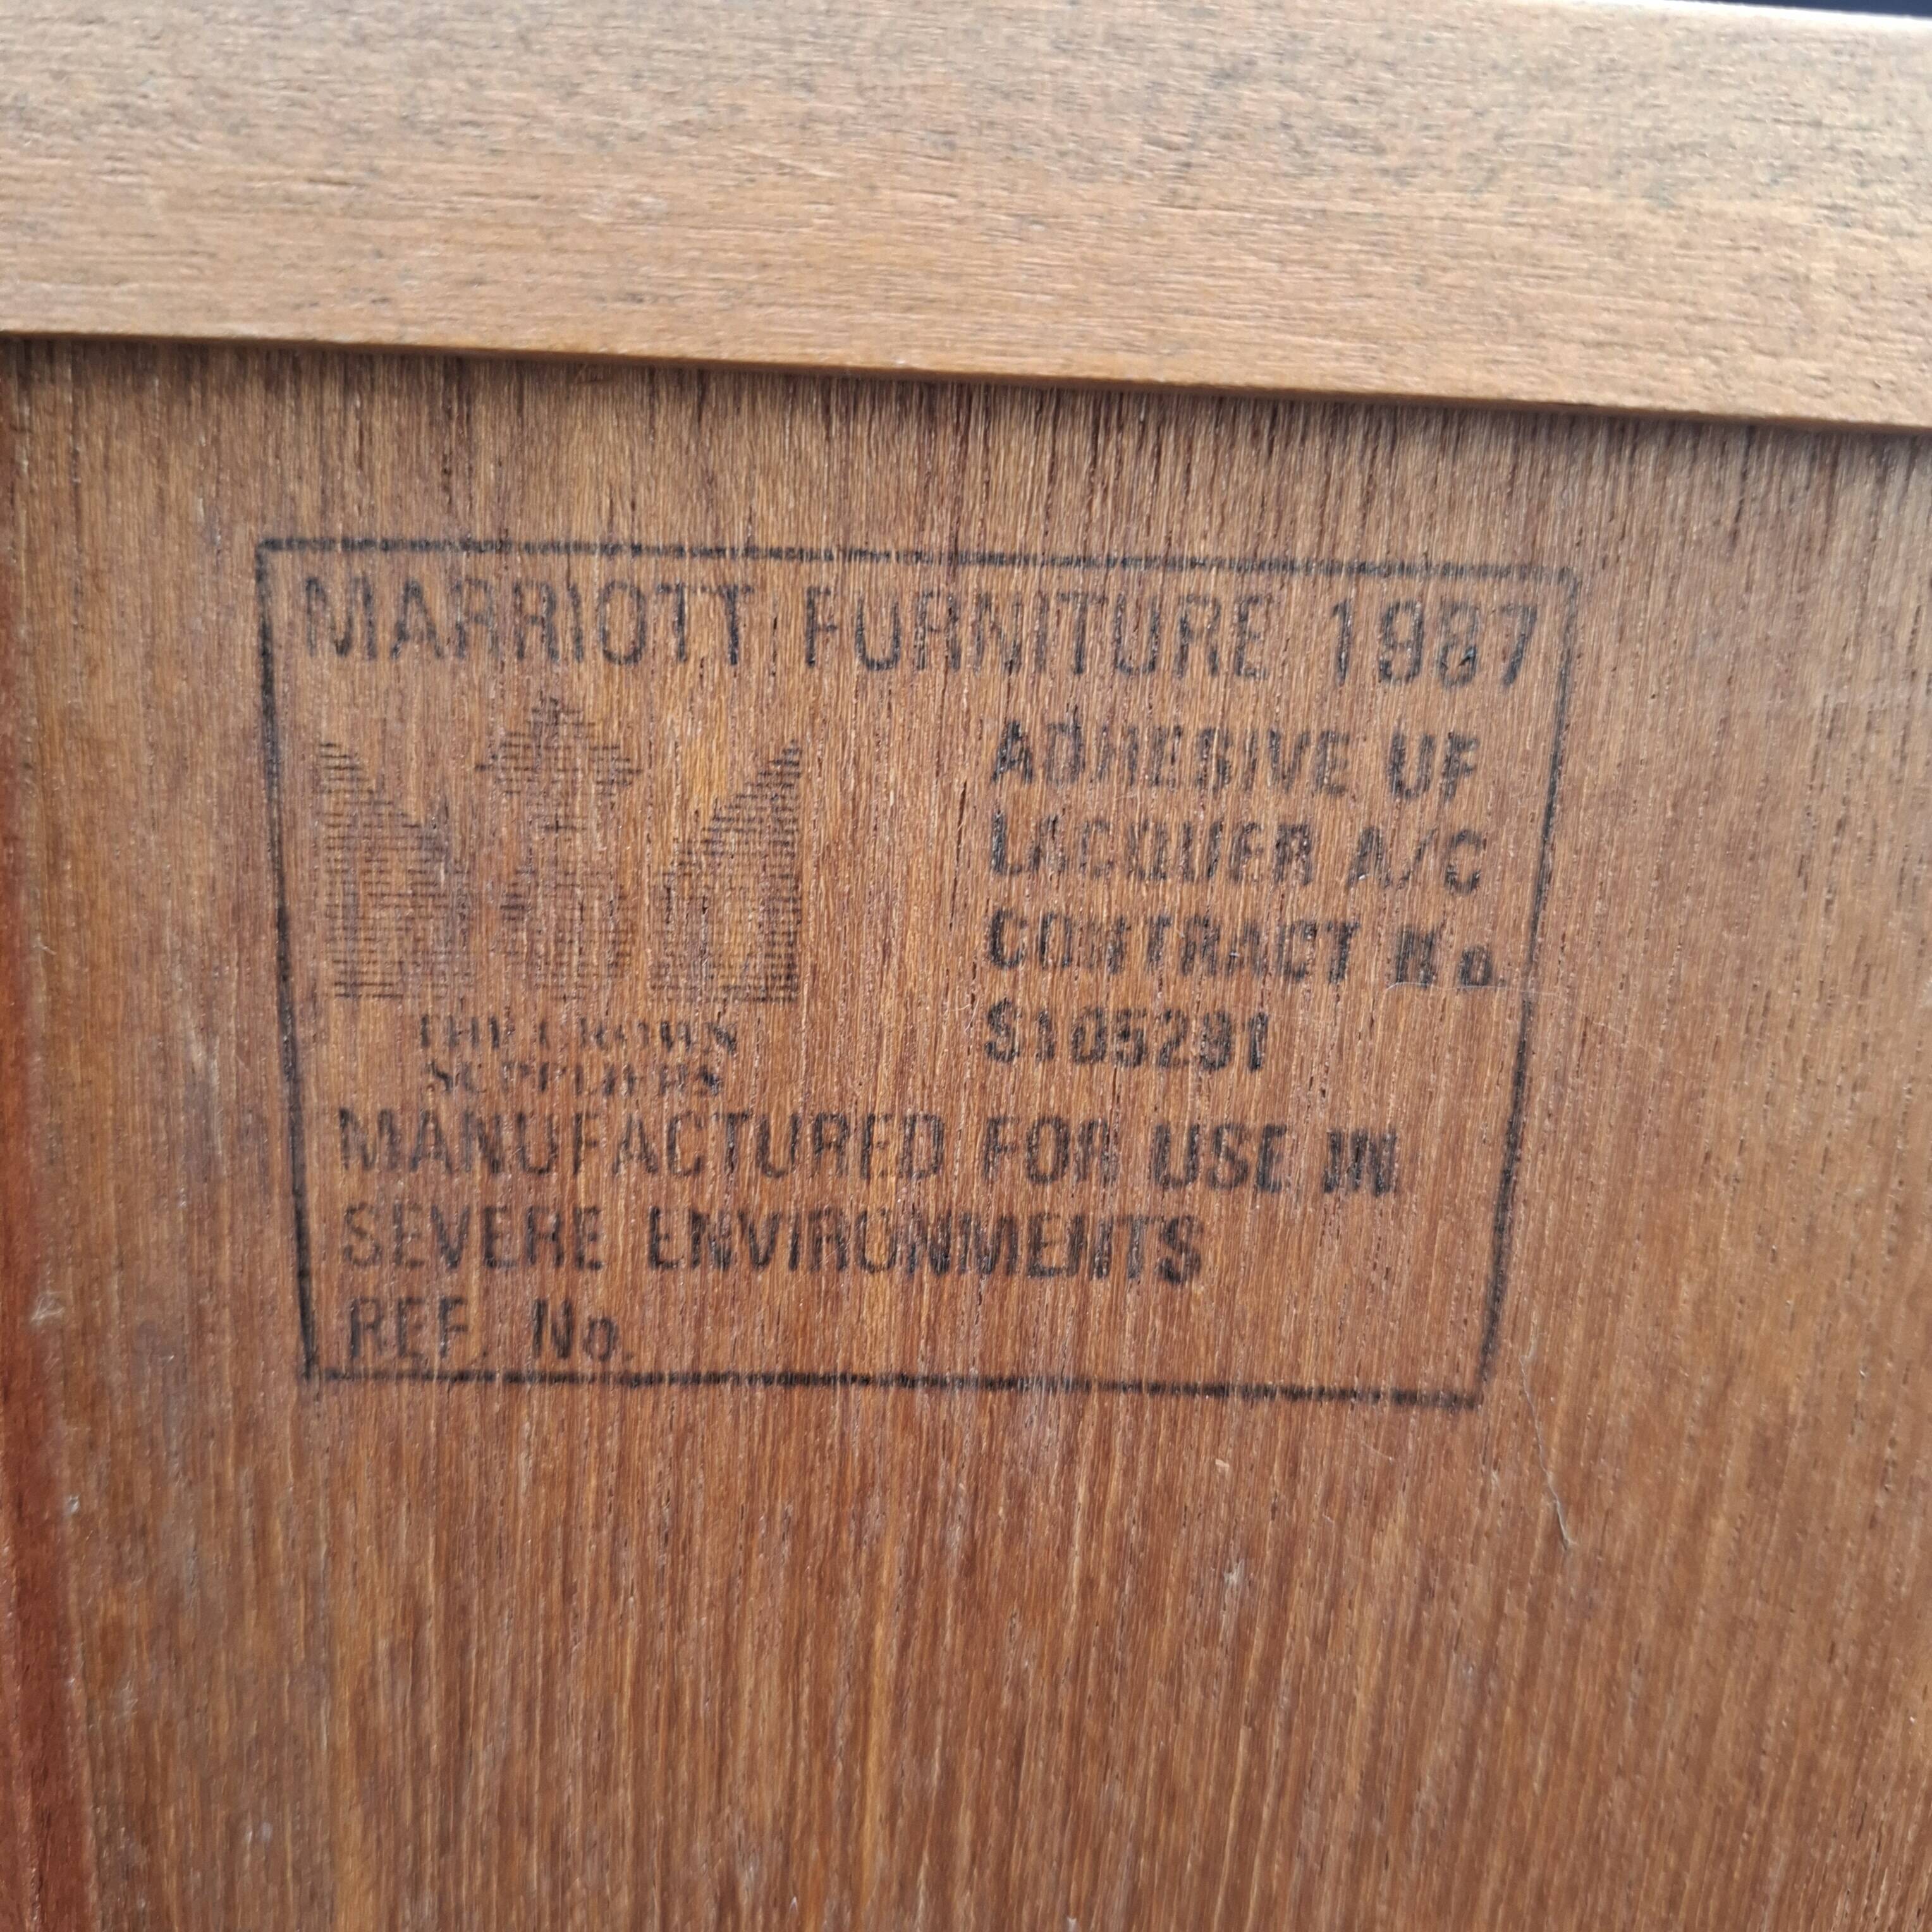 MARRIOTT FURNITURE 1987
ADHESIVE UF
LACQUER A/C
CONTRACT No.
S105291
THE CROWN
SUPPLIERS
MANUFACTURED FOR USE IN
SEVERE ENVIRONMENTS
REF. No.